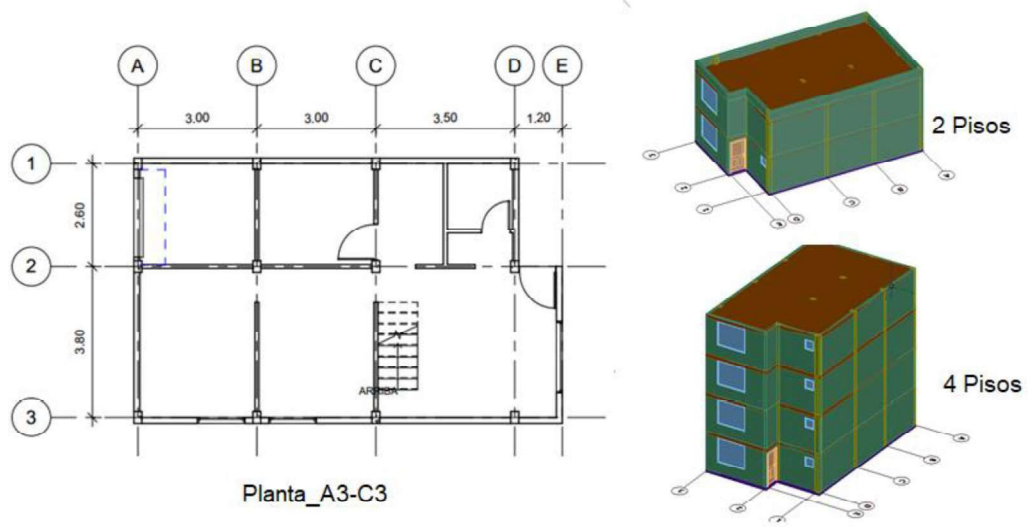 A B C D E
3.00 3.00 3.50 1.20
1
2.60
2
3.80
3
ARRIBA
Planta_A3-C3
2 Pisos
4 Pisos